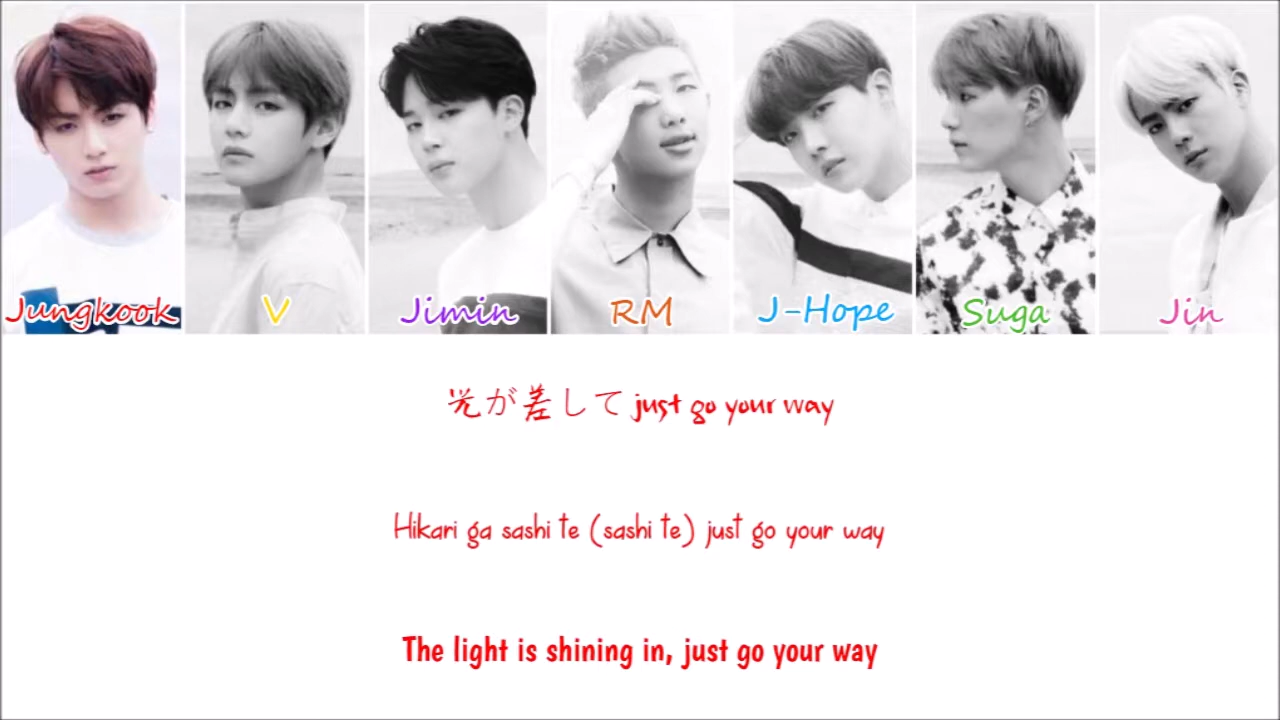 Jungkook
V
Jimin
RM
J-Hope
Suga
Jin
光が差して just go your way
Hikari ga sashi te (sashi te) just go your way
The light is shining in, just go your way